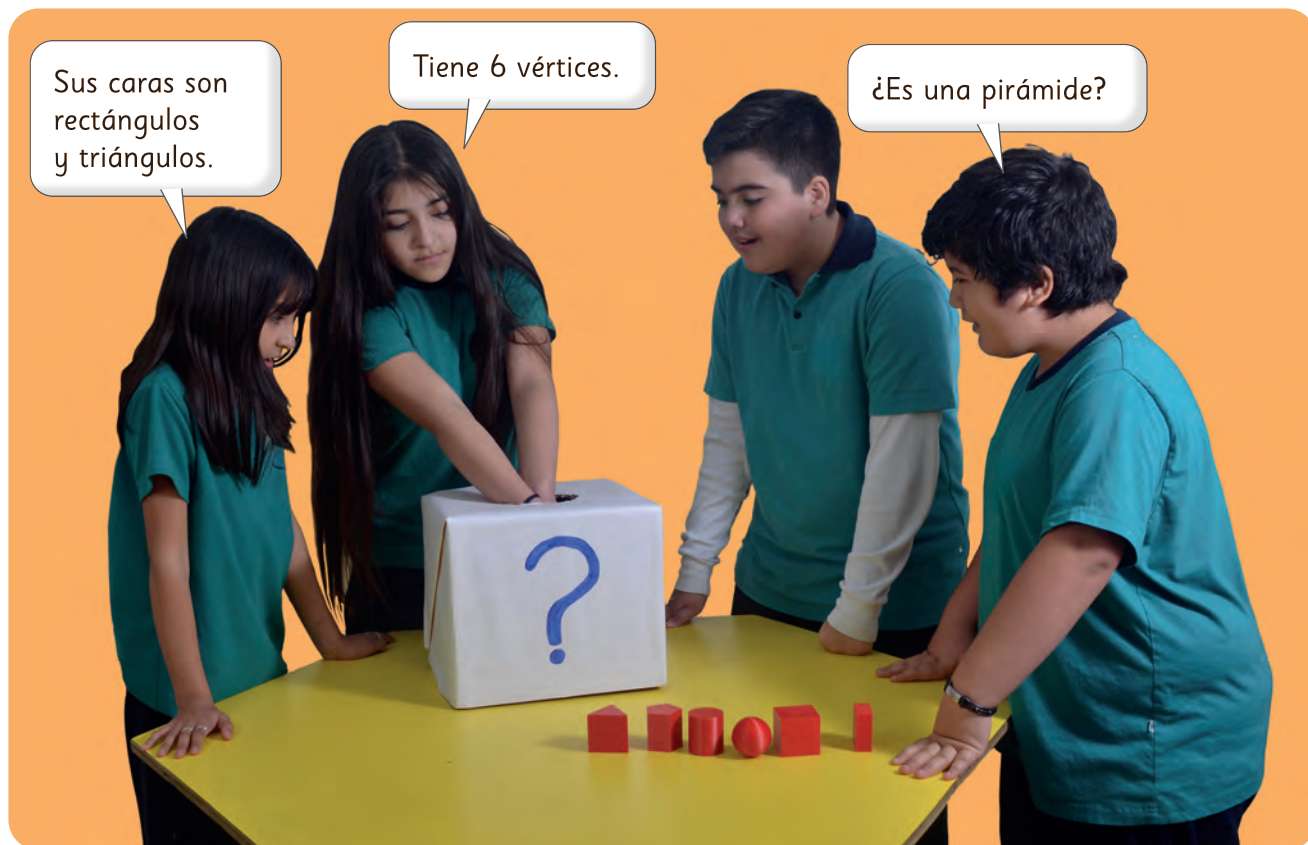 Sus caras son
rectángulos
y triángulos.
Tiene 6 vértices.
¿Es una pirámide?
?